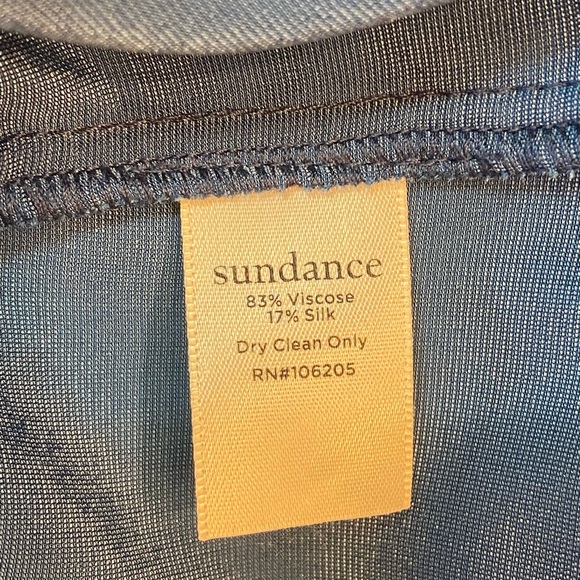 sundance
83% Viscose
17% Silk
Dry Clean Only
RN#106205